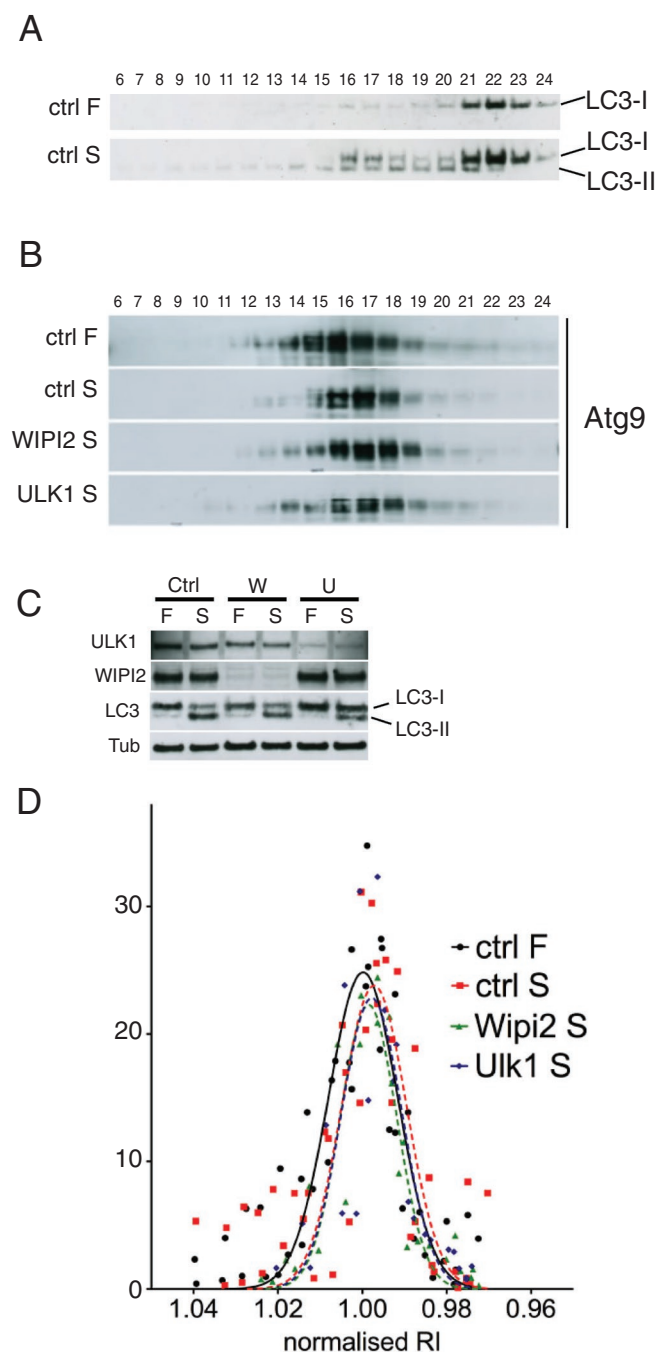 A
6 7 8 9 10 11 12 13 14 15 16 17 18 19 20 21 22 23 24
ctrl F
LC3-I
ctrl S
LC3-I
LC3-II
B
6 7 8 9 10 11 12 13 14 15 16 17 18 19 20 21 22 23 24
ctrl F
ctrl S
WIPI2 S
ULK1 S
Atg9
C
Ctrl W U
F S F S F S
ULK1
WIPI2
LC3
LC3-I
LC3-II
Tub
D
30
20
10
0
ctrl F
ctrl S
Wipi2 S
Ulk1 S
1.04 1.02 1.00 0.98 0.96
normalised RI